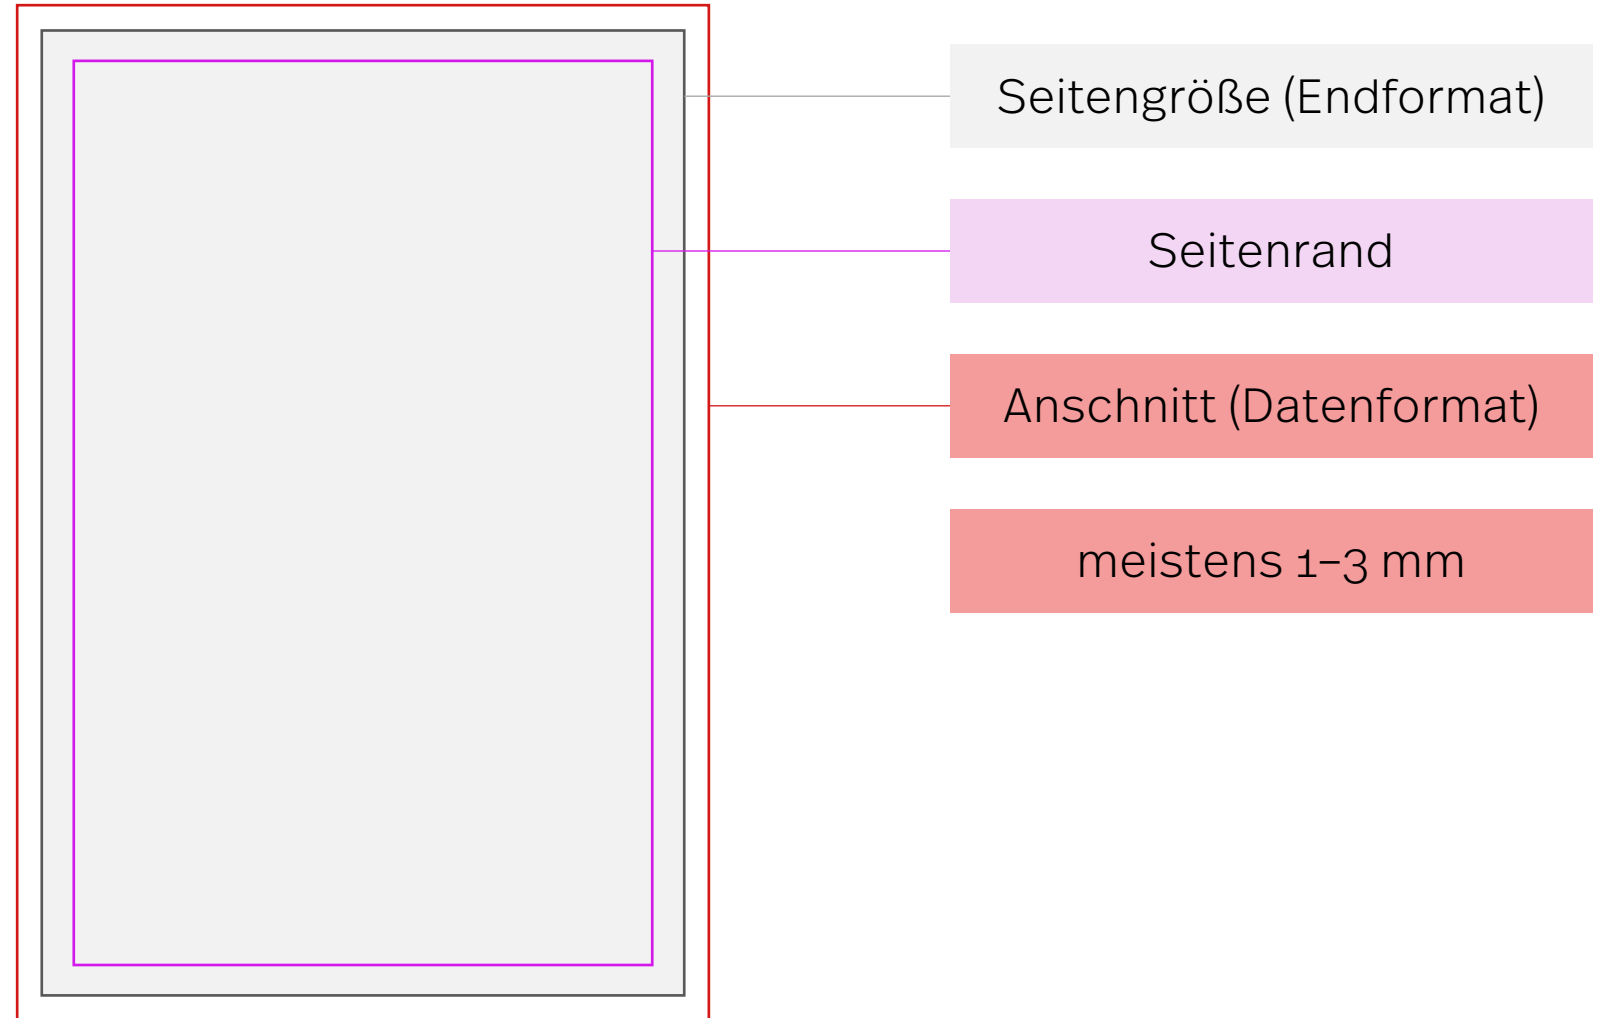 Seitengröße (Endformat)
Seitenrand
Anschnitt (Datenformat)
meistens 1–3 mm